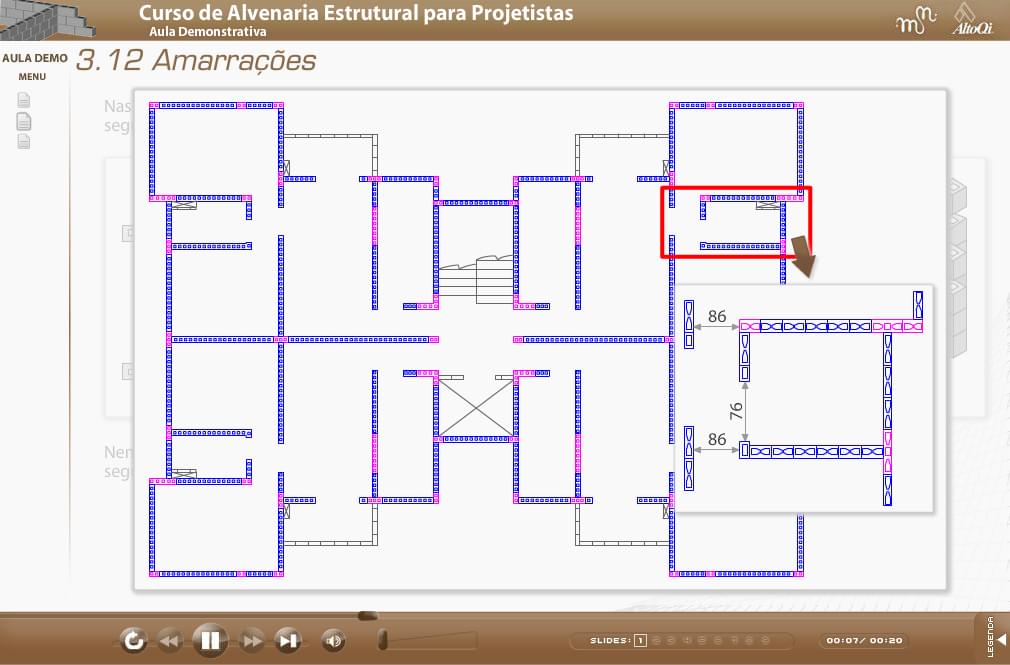 Curso de Alvenaria Estrutural para Projetistas
Aula Demonstrativa
AltoQi
AULA DEMO
MENU
3.12 Amarrações
Nas
seg
86
76
86
Nen
seg
SLIDES: 1
00:07/ 00:20
LEGENDA